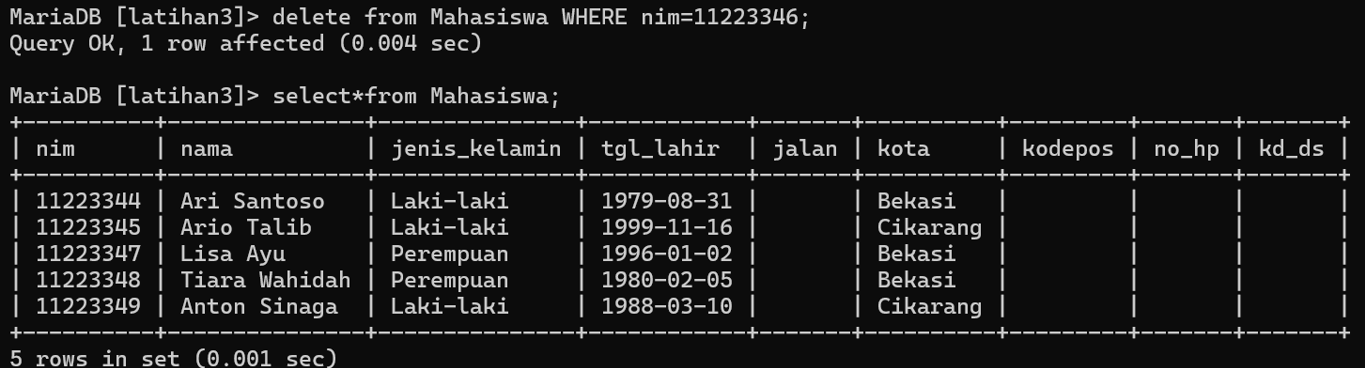 MariaDB [latihan3]> delete from Mahasiswa WHERE nim=11223346;
Query OK, 1 row affected (0.004 sec)
MariaDB [latihan3]> select*from Mahasiswa;
+----------+---------------+---------------+------------+-------+----------+---------+-------+-------+
| nim      | nama          | jenis_kelamin | tgl_lahir  | jalan | kota     | kodepos | no_hp | kd_ds |
+----------+---------------+---------------+------------+-------+----------+---------+-------+-------+
| 11223344 | Ari Santoso   | Laki-laki     | 1979-08-31 |       | Bekasi   |         |       |       |
| 11223345 | Ario Talib    | Laki-laki     | 1999-11-16 |       | Cikarang |         |       |       |
| 11223347 | Lisa Ayu      | Perempuan     | 1996-01-02 |       | Bekasi   |         |       |       |
| 11223348 | Tiara Wahidah | Perempuan     | 1980-02-05 |       | Bekasi   |         |       |       |
| 11223349 | Anton Sinaga  | Laki-laki     | 1988-03-10 |       | Cikarang |         |       |       |
+----------+---------------+---------------+------------+-------+----------+---------+-------+-------+
5 rows in set (0.001 sec)